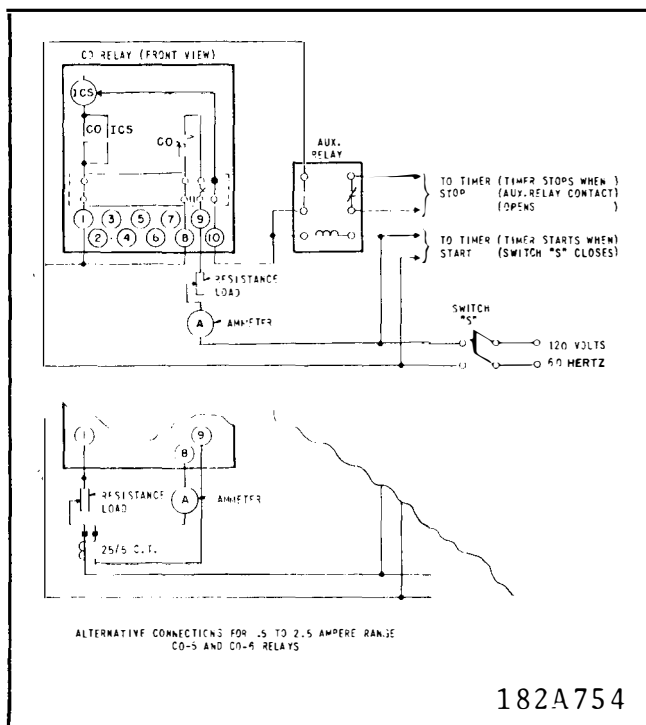 CO RELAY (FRONT VIEW)
ICS
CO ICS
CO
1 3 5 7 9
2 4 6 8 10
AUX.
RELAY
TO TIMER (TIMER STOPS WHEN )
STOP (AUX.RELAY CONTACT)
(OPENS )
TO TIMER (TIMER STARTS WHEN)
START (SWITCH "S" CLOSES)
RESISTANCE
LOAD
A AMMETER
SWITCH
"S"
120 VOLTS
60 HERTZ
1 9
8
RESISTANCE
LOAD
A AMMETER
25/5 C.T.
ALTERNATIVE CONNECTIONS FOR .5 TO 2.5 AMPERE RANGE
CO-5 AND CO-6 RELAYS
182A754